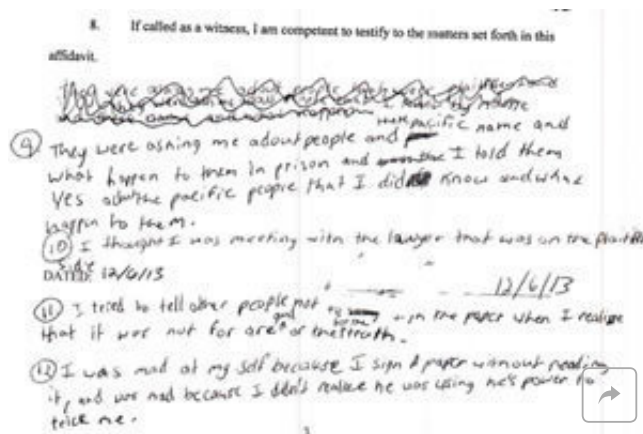 8. If called as a witness, I am competent to testify to the matters set forth in this
affidavit.
pacific name and
9 They were asking me adout people and
what happen to them in prison and I told them
Yes pacific people that I did know and what
happin to them.
10 I thought I was meeting with the lawyer that was on the
side
DATED: 12/6/13
12/6/13
11 I tried to tell other people not in the paper when I realize
that it was not for are or the truth.
12 I was mad at my self because I sign a paper without reading
it, and was mad because I didn't realize he was using he's power to
trick me.
3